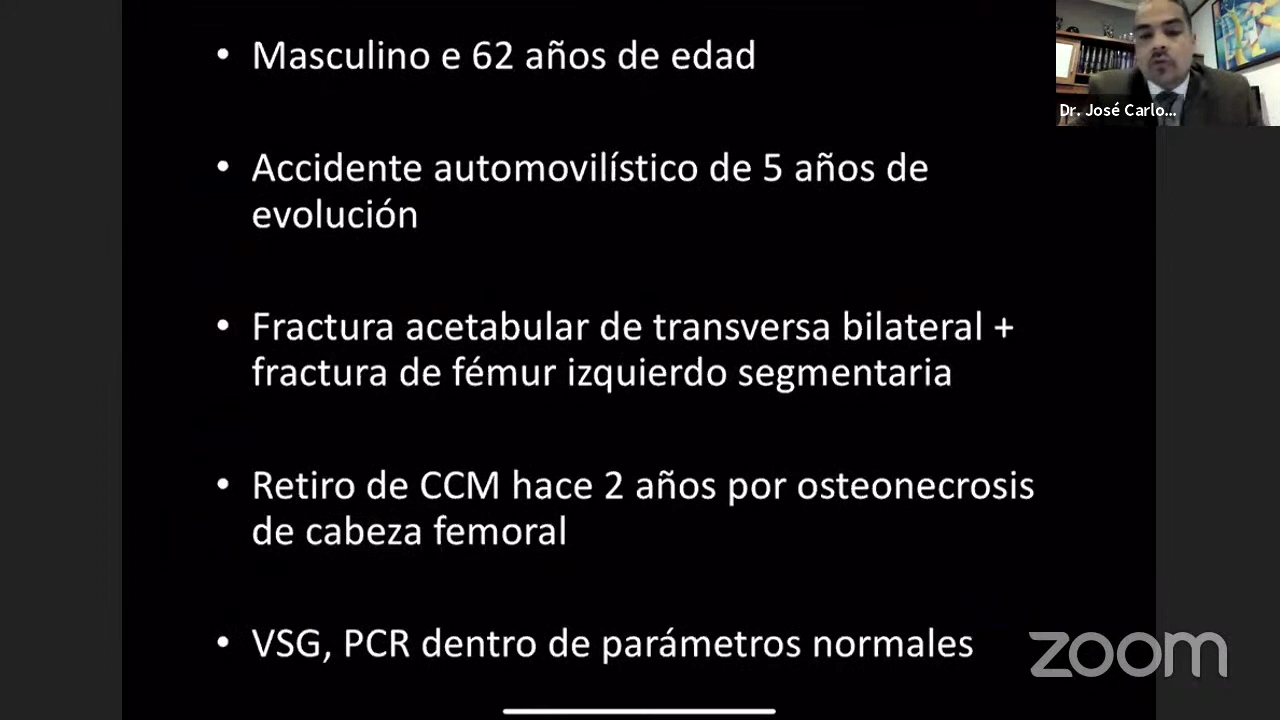 • Masculino e 62 años de edad
• Accidente automovilístico de 5 años de
evolución
• Fractura acetabular de transversa bilateral +
fractura de fémur izquierdo segmentaria
• Retiro de CCM hace 2 años por osteonecrosis
de cabeza femoral
• VSG, PCR dentro de parámetros normales
Dr. José Carlo...
zoom